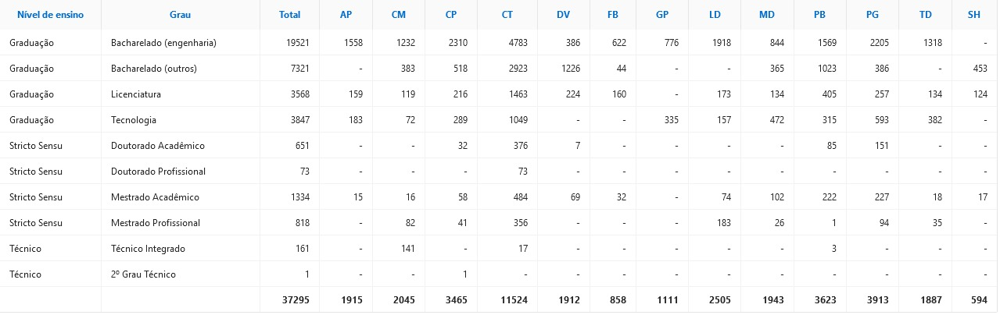 Nível de ensino Grau Total AP CM CP CT DV FB GP LD MD PB PG TD SH
Graduação Bacharelado (engenharia) 19521 1558 1232 2310 4783 386 622 776 1918 844 1569 2205 1318 -
Graduação Bacharelado (outros) 7321 - 383 518 2923 1226 44 - - 365 1023 386 - 453
Graduação Licenciatura 3568 159 119 216 1463 224 160 - 173 134 405 257 134 124
Graduação Tecnologia 3847 183 72 289 1049 - - 335 157 472 315 593 382 -
Stricto Sensu Doutorado Acadêmico 651 - - 32 376 7 - - - - 85 151 - -
Stricto Sensu Doutorado Profissional 73 - - - 73 - - - - - - - - -
Stricto Sensu Mestrado Acadêmico 1334 15 16 58 484 69 32 - 74 102 222 227 18 17
Stricto Sensu Mestrado Profissional 818 - 82 41 356 - - - 183 26 1 94 35 -
Técnico Técnico Integrado 161 - 141 - 17 - - - - - 3 - - -
Técnico 2º Grau Técnico 1 - - 1 - - - - - - - - - -
37295 1915 2045 3465 11524 1912 858 1111 2505 1943 3623 3913 1887 594